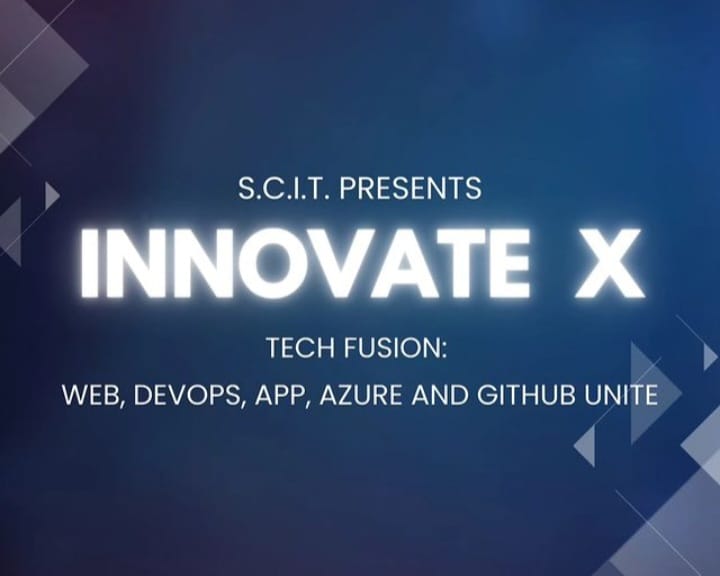 S.C.I.T. PRESENTS
INNOVATE X
TECH FUSION:
WEB, DEVOPS, APP, AZURE AND GITHUB UNITE